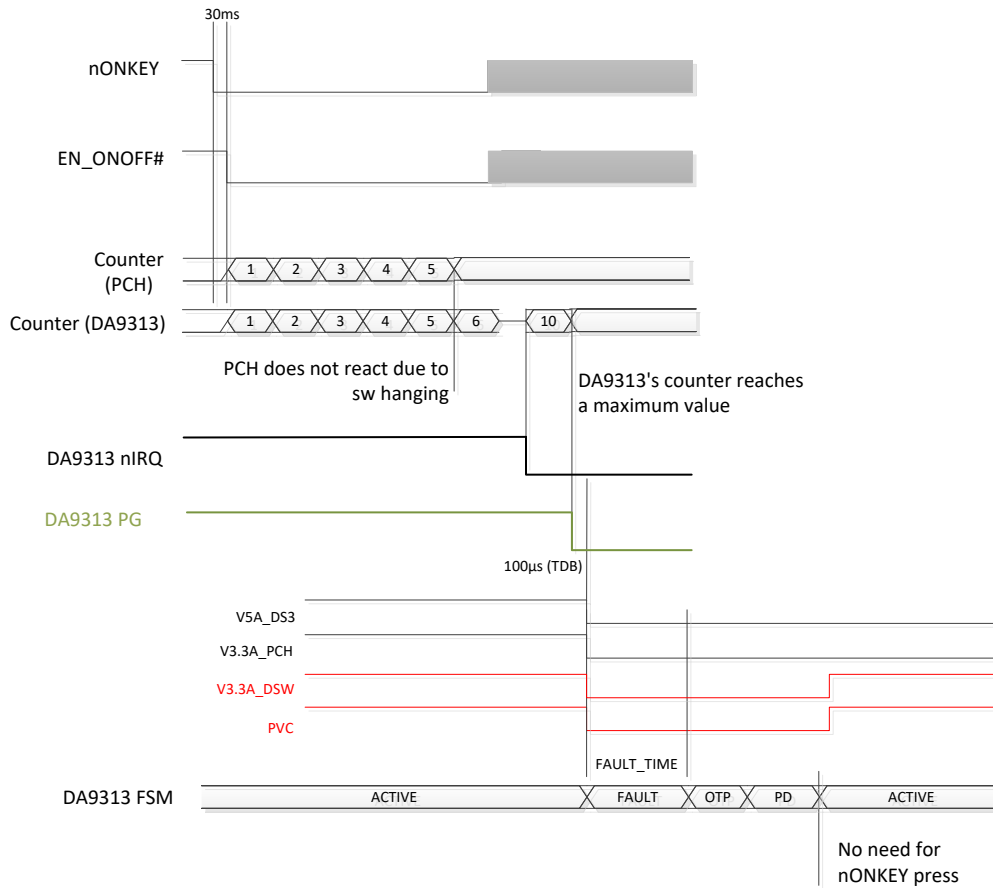 30ms
nONKEY
EN_ONOFF#
Counter
(PCH)
1 2 3 4 5
Counter (DA9313)
1 2 3 4 5 6 10
PCH does not react due to
sw hanging
DA9313's counter reaches
a maximum value
DA9313 nIRQ
DA9313 PG
100µs (TDB)
V5A_DS3
V3.3A_PCH
V3.3A_DSW
PVC
FAULT_TIME
DA9313 FSM
ACTIVE FAULT OTP PD ACTIVE
No need for
nONKEY press